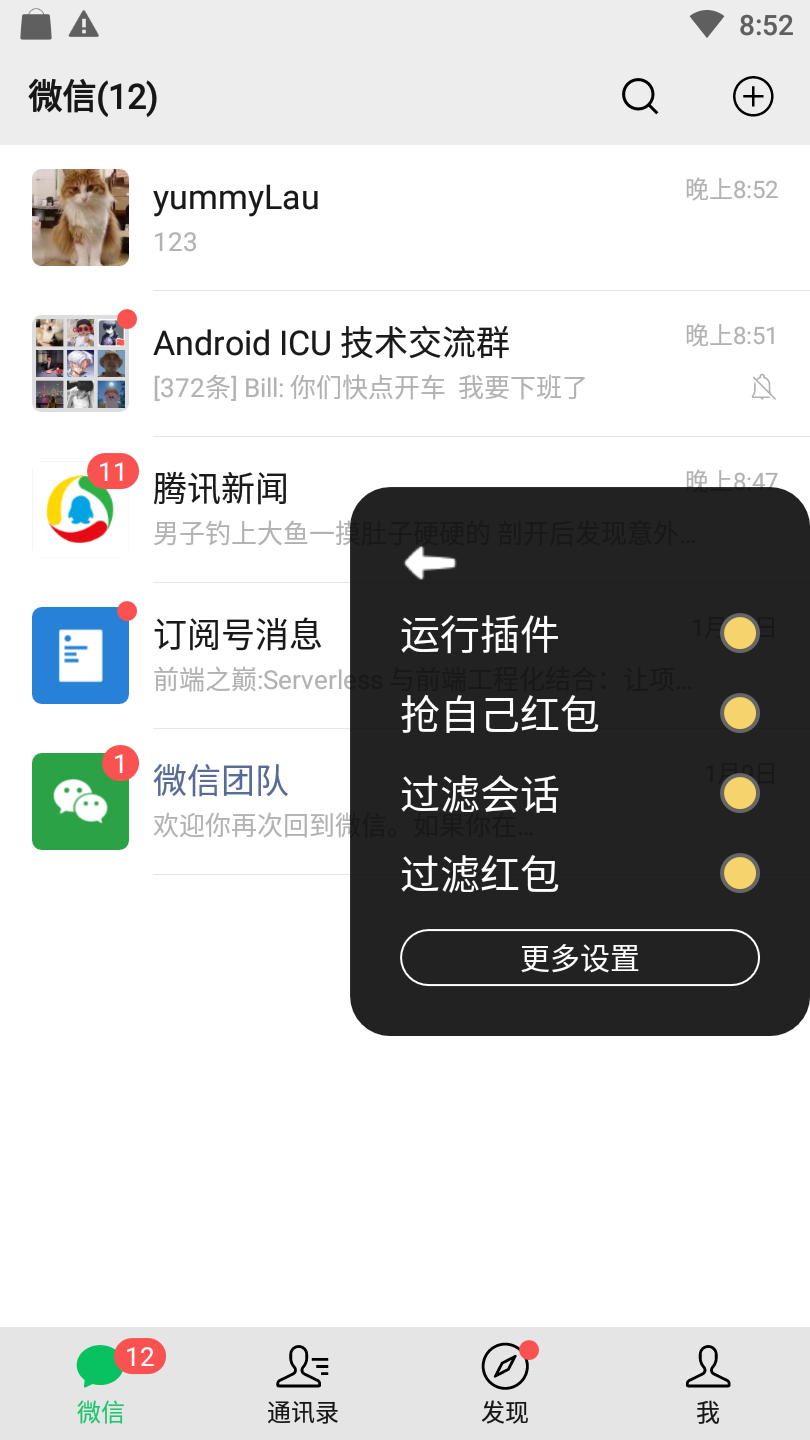 8:52
微信(12)
yummyLau
晚上8:52
123
Android ICU 技术交流群
晚上8:51
[372条] Bill: 你们快点开车 我要下班了
11
腾讯新闻
晚上8:47
男子钓上大鱼一摸肚子硬硬的 剖开后发现意外...
运行插件
订阅号消息
前端之巅:Serverless 与前端工程化结合：让项...
抢自己红包
1
微信团队
1月9日
过滤会话
欢迎你再次回到微信。如果你在...
过滤红包
更多设置
12
微信
通讯录
发现
我